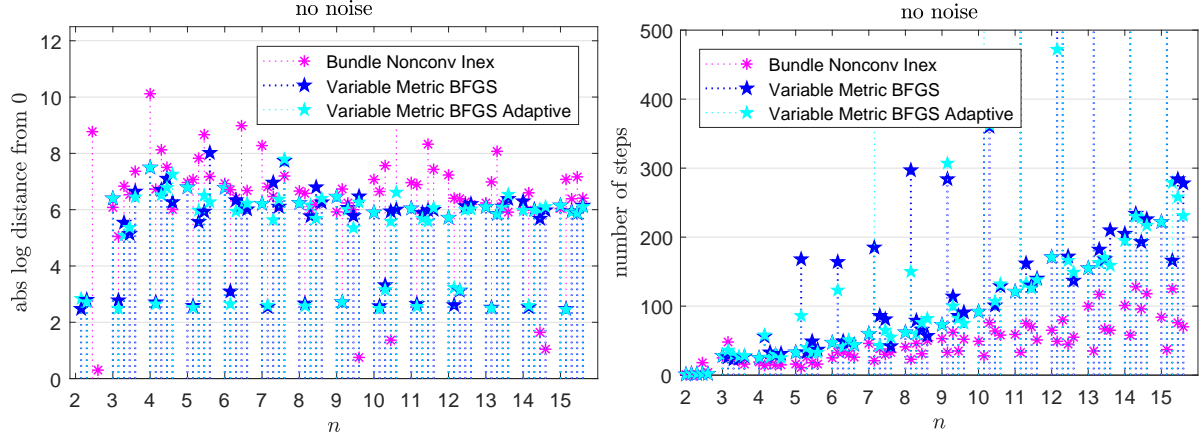 no noise
abs log distance from 0
12
10
8
6
4
2
0
Bundle Nonconv Inex
Variable Metric BFGS
Variable Metric BFGS Adaptive
2 3 4 5 6 7 8 9 10 11 12 13 14 15
n
no noise
number of steps
500
400
300
200
100
0
Bundle Nonconv Inex
Variable Metric BFGS
Variable Metric BFGS Adaptive
2 3 4 5 6 7 8 9 10 11 12 13 14 15
n